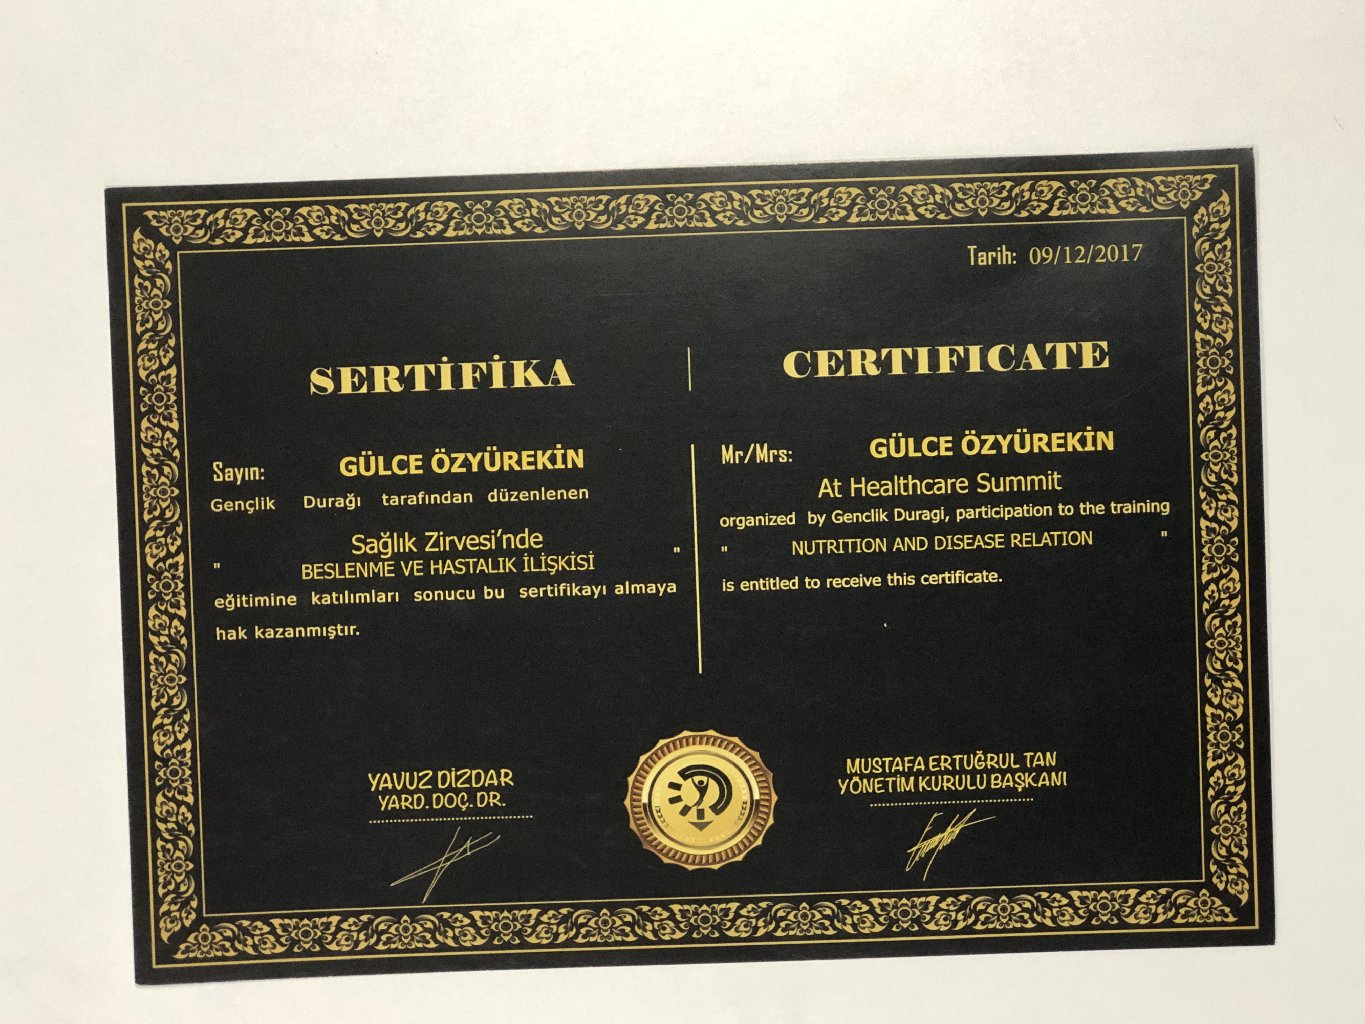 Tarih: 09/12/2017
SERTİFİKA
Sayın: GÜLCE ÖZYÜREKİN
Gençlik Durağı tarafından düzenlenen
Sağlık Zirvesi’nde
" BESLENME VE HASTALIK İLİŞKİSİ "
eğitimine katılımları sonucu bu sertifikayı almaya
hak kazanmıştır.
YAVUZ DİZDAR
YARD. DOÇ. DR.
CERTIFICATE
Mr/Mrs: GÜLCE ÖZYÜREKİN
At Healthcare Summit
organized by Genclik Duragi, participation to the training
" NUTRITION AND DISEASE RELATION "
is entitled to receive this certificate.
MUSTAFA ERTUĞRUL TAN
YÖNETİM KURULU BAŞKANI